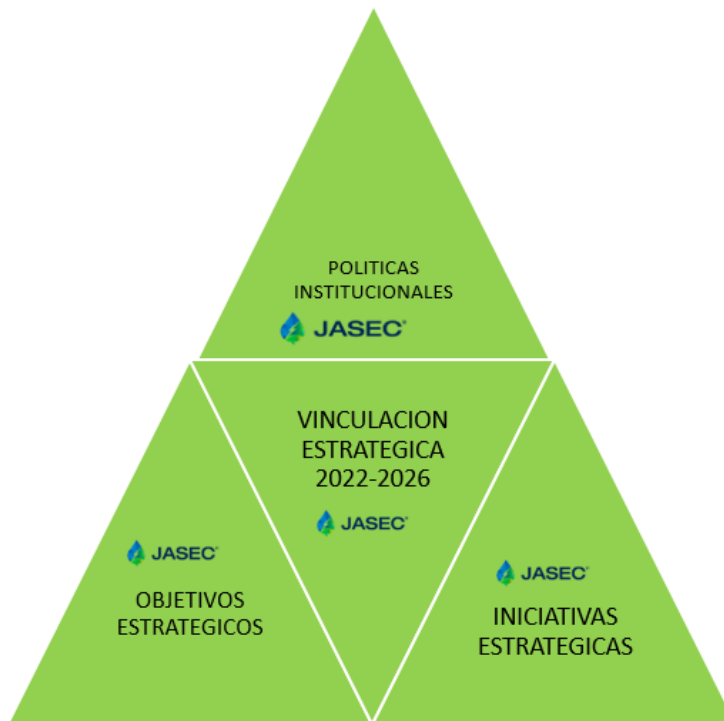 POLITICAS
INSTITUCIONALES
JASEC
VINCULACION
ESTRATEGICA
2022-2026
JASEC
JASEC
OBJETIVOS
ESTRATEGICOS
JASEC
INICIATIVAS
ESTRATEGICAS